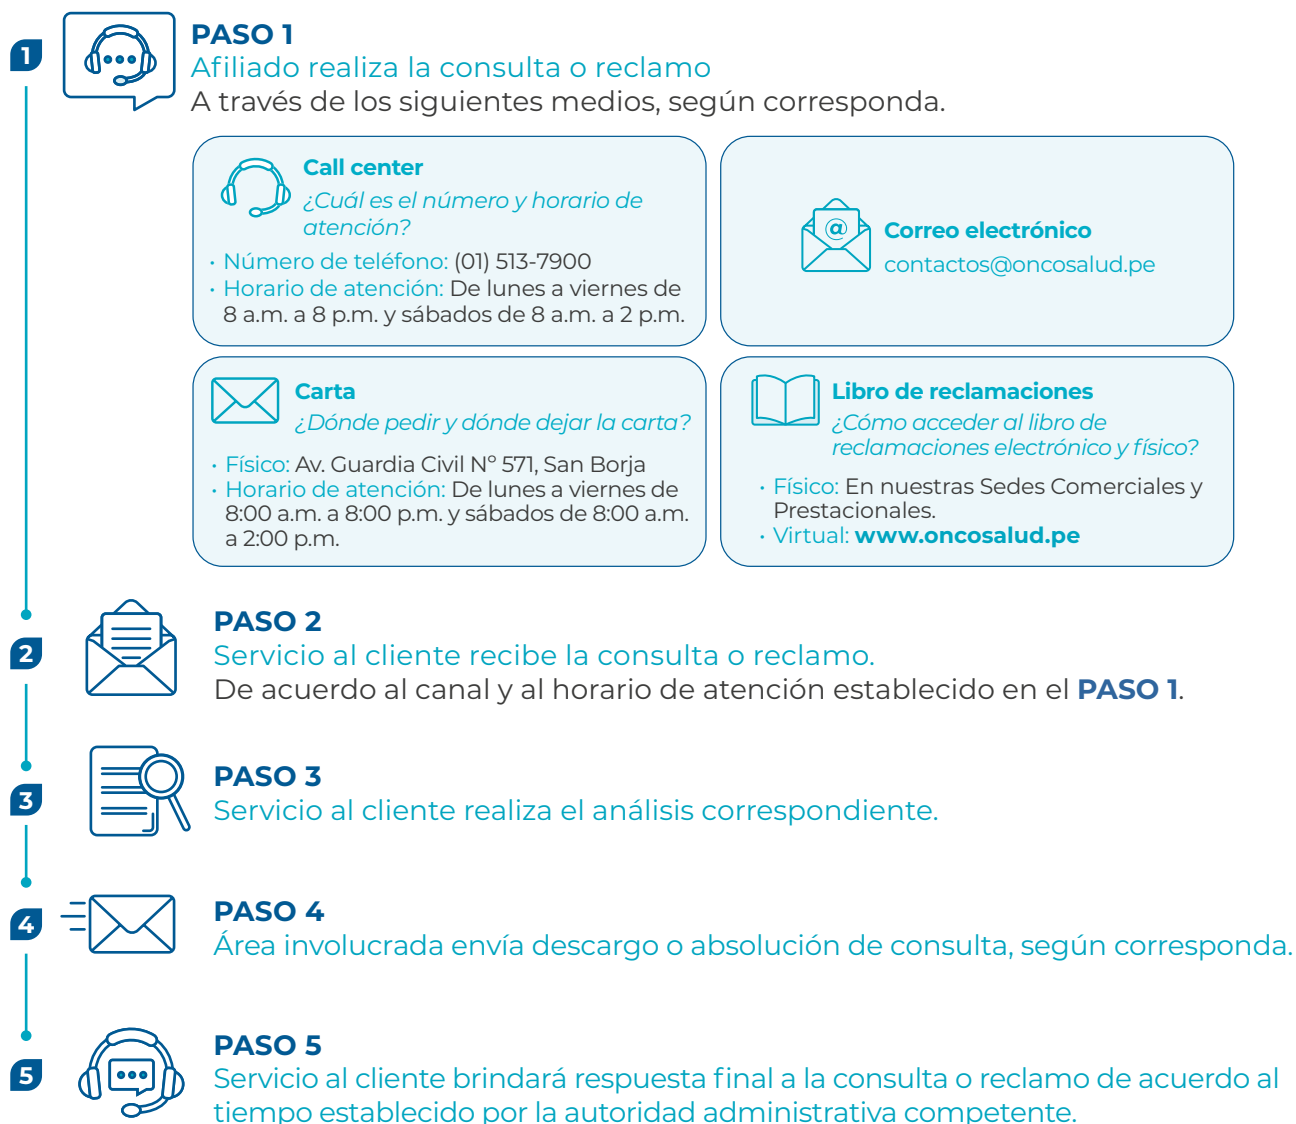 1
PASO 1
Afiliado realiza la consulta o reclamo
A través de los siguientes medios, según corresponda.
Call center
¿Cuál es el número y horario de
atención?
· Número de teléfono: (01) 513-7900
· Horario de atención: De lunes a viernes de
8 a.m. a 8 p.m. y sábados de 8 a.m. a 2 p.m.
@
Correo electrónico
contactos@oncosalud.pe
Carta
¿Dónde pedir y dónde dejar la carta?
· Físico: Av. Guardia Civil Nº 571, San Borja
· Horario de atención: De lunes a viernes de
8:00 a.m. a 8:00 p.m. y sábados de 8:00 a.m.
a 2:00 p.m.
Libro de reclamaciones
¿Cómo acceder al libro de
reclamaciones electrónico y físico?
· Físico: En nuestras Sedes Comerciales y
Prestacionales.
· Virtual: www.oncosalud.pe
2
PASO 2
Servicio al cliente recibe la consulta o reclamo.
De acuerdo al canal y al horario de atención establecido en el PASO 1.
3
PASO 3
Servicio al cliente realiza el análisis correspondiente.
4
PASO 4
Área involucrada envía descargo o absolución de consulta, según corresponda.
5
PASO 5
Servicio al cliente brindará respuesta final a la consulta o reclamo de acuerdo al
tiempo establecido por la autoridad administrativa competente.